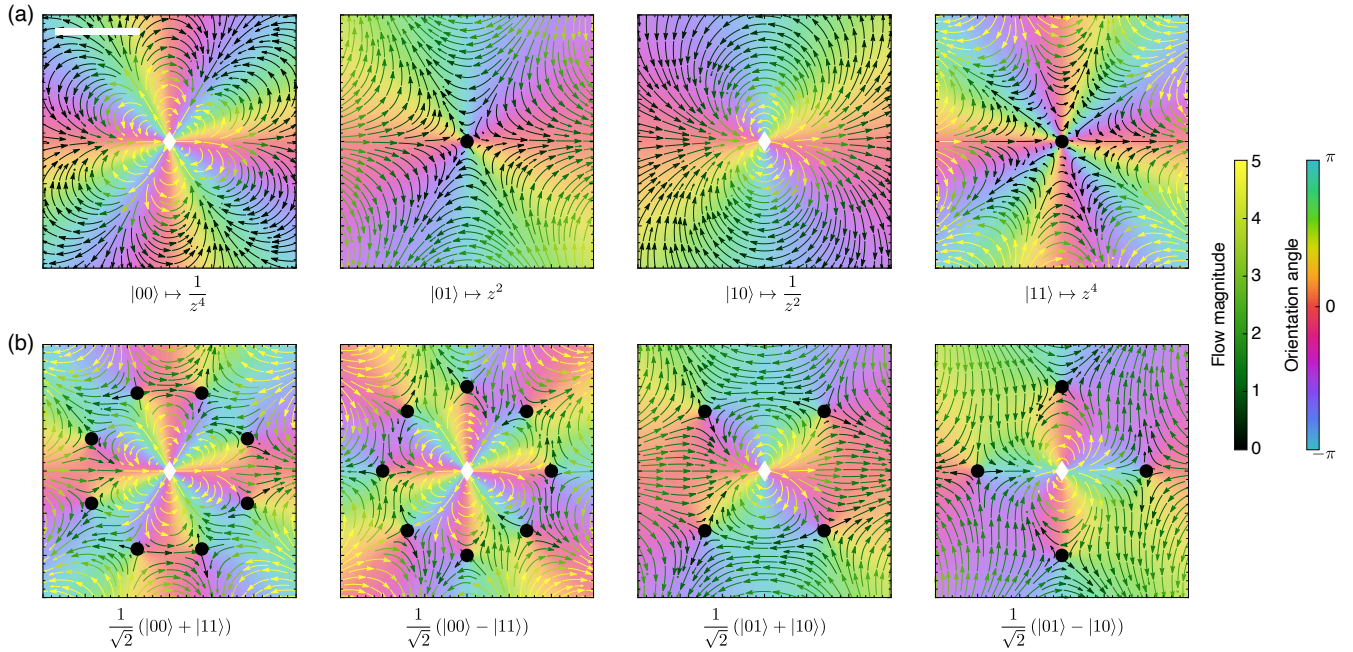 (a)
|00⟩ ↦ 1/z⁴
|01⟩ ↦ z²
|10⟩ ↦ 1/z²
|11⟩ ↦ z⁴
(b)
1/√2 (|00⟩ + |11⟩)
1/√2 (|00⟩ − |11⟩)
1/√2 (|01⟩ + |10⟩)
1/√2 (|01⟩ − |10⟩)
Flow magnitude
5
4
3
2
1
0
Orientation angle
π
0
−π